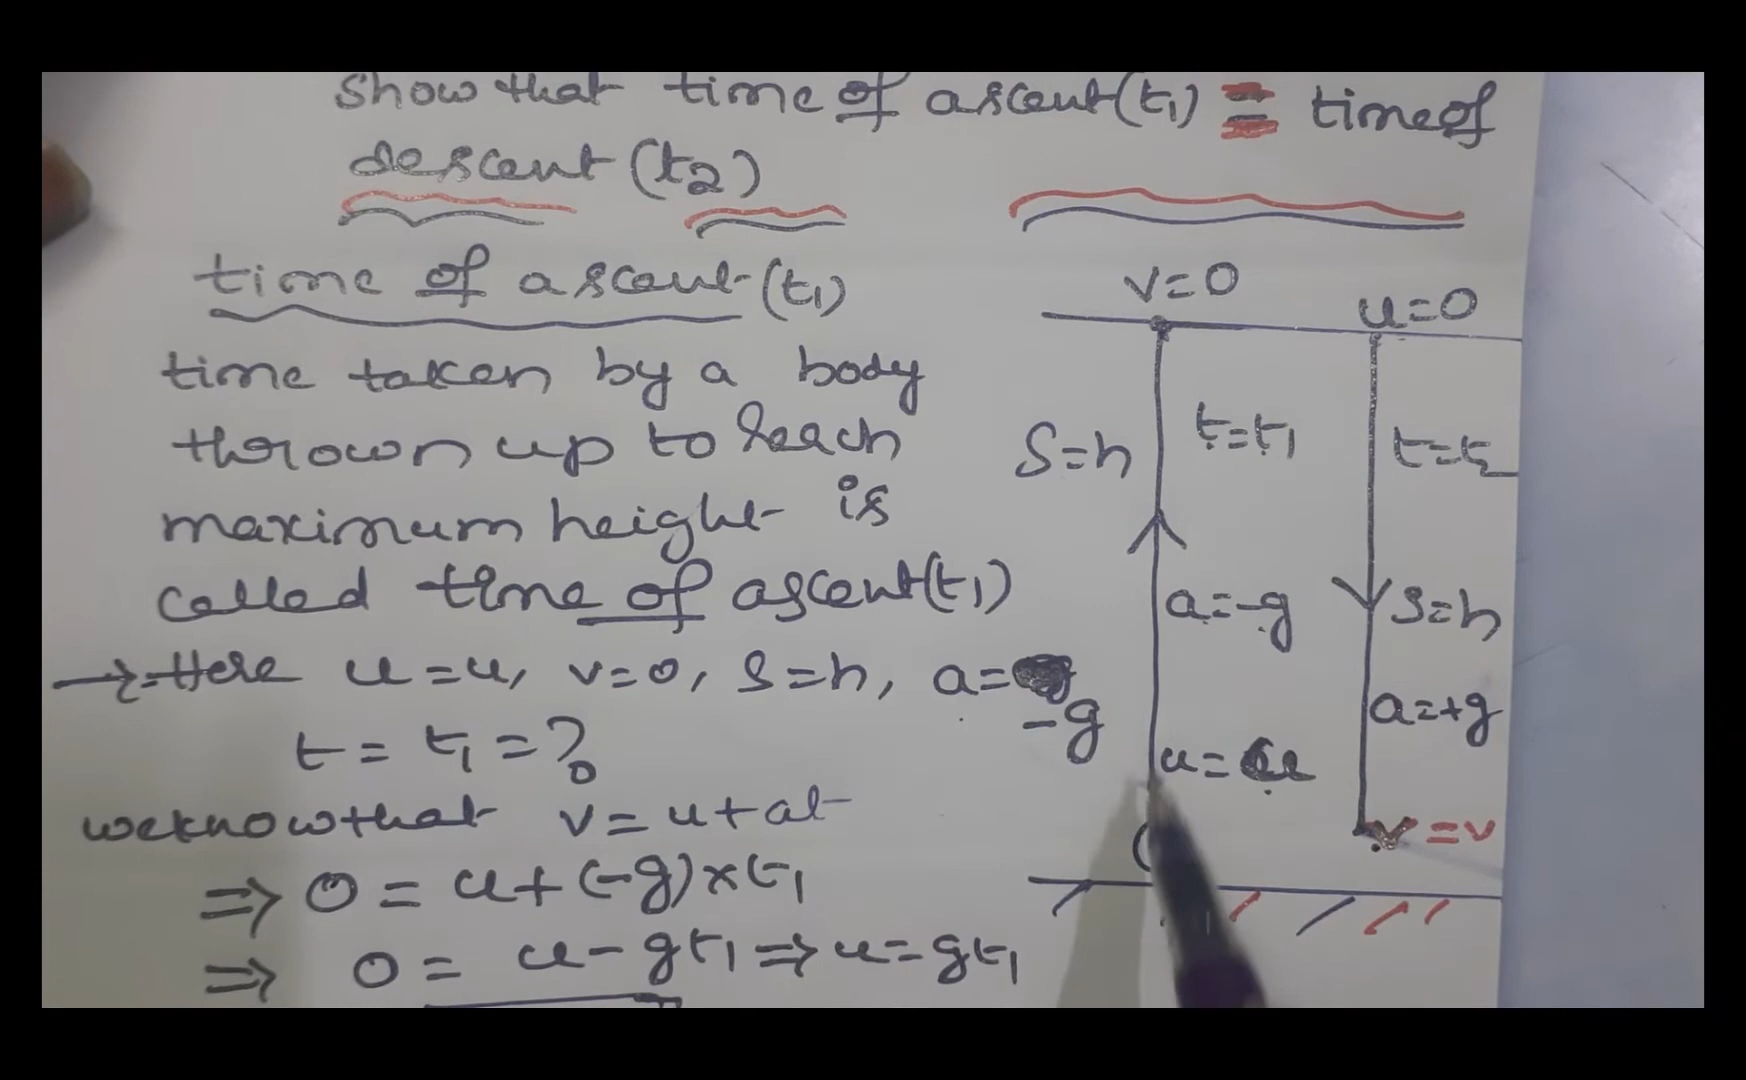 Show that time of ascent(t1) = time of
descent (t2)
time of ascent (t1)
time taken by a body
thrown up to reach
maximum height is
called time of ascent(t1)
→ Here u = u, v=0, S=h, a=
-g
t = t1 = ?
we know that v = u + at
⇒ 0 = u + (-g) × t1
⇒ 0 = u - gt1 ⇒ u = gt1
v=0
u=0
S=h
t=t1
t=t2
a=-g
S=h
a=+g
u= u
v = v